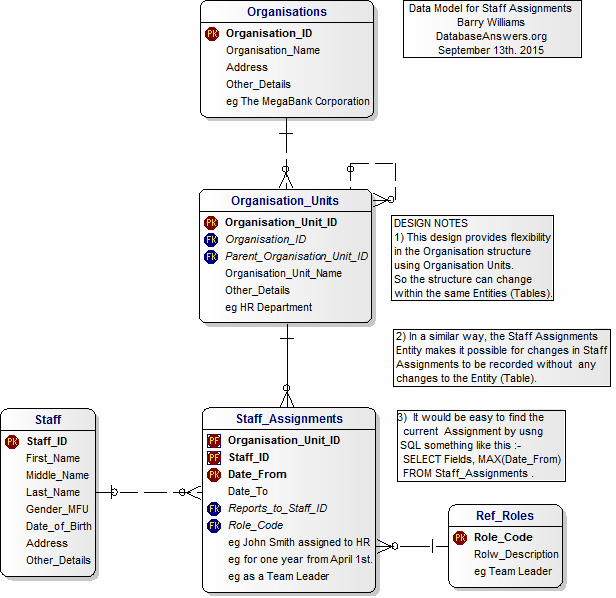 Organisations
PK Organisation_ID
Organisation_Name
Address
Other_Details
eg The MegaBank Corporation
Data Model for Staff Assignments
Barry Williams
DatabaseAnswers.org
September 13th. 2015
Organisation_Units
PK Organisation_Unit_ID
FK Organisation_ID
FK Parent_Organisation_Unit_ID
Organisation_Unit_Name
Other_Details
eg HR Department
DESIGN NOTES
1) This design provides flexibility
in the Organisation structure
using Organisation Units.
So the structure can change
within the same Entities (Tables).
2) In a similar way, the Staff Assignments
Entity makes it possible for changes in Staff
Assignments to be recorded without any
changes to the Entity (Table).
3) It would be easy to find the
current Assignment by usng
SQL something like this :-
SELECT Fields, MAX(Date_From)
FROM Staff_Assignments .
Staff
PK Staff_ID
First_Name
Middle_Name
Last_Name
Gender_MFU
Date_of_Birth
Address
Other_Details
Staff_Assignments
PF Organisation_Unit_ID
PF Staff_ID
PK Date_From
Date_To
FK Reports_to_Staff_ID
FK Role_Code
eg John Smith assigned to HR
eg for one year from April 1st.
eg as a Team Leader
Ref_Roles
PK Role_Code
Rolw_Description
eg Team Leader